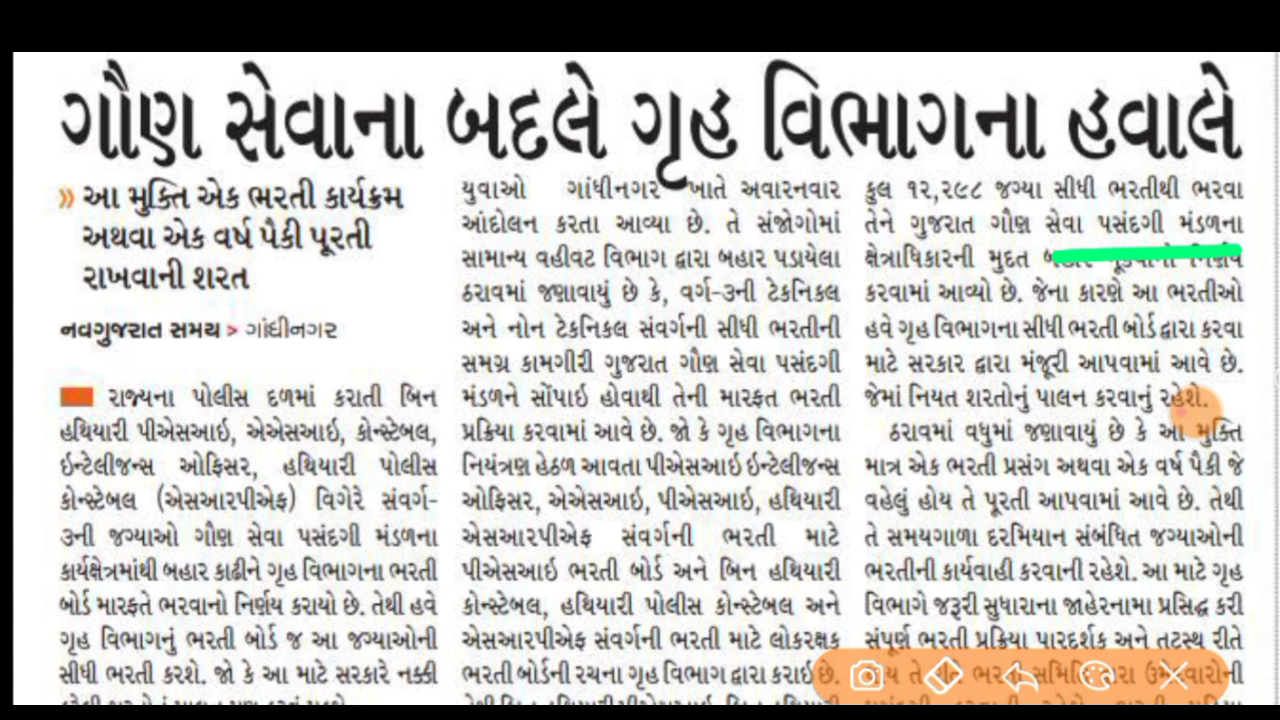 ગૌણ સેવાના બદલે ગૃહ વિભાગના હવાલે
» આ મુક્તિ એક ભરતી કાર્યક્રમ
અથવા એક વર્ષ પૈકી પૂરતી
રાખવાની શરત
નવગુજરાત સમય > ગાંધીનગર
રાજ્યના પોલીસ દળમાં કરાતી બિન
હથિયારી પીએસઆઇ, એએસઆઇ, કોન્સ્ટેબલ,
ઇન્ટેલીજન્સ ઓફિસર, હથિયારી પોલીસ
કોન્સ્ટેબલ (એસઆરપીએફ) વિગેરે સંવર્ગ-
૩ની જગ્યાઓ ગૌણ સેવા પસંદગી મંડળના
કાર્યક્ષેત્રમાંથી બહાર કાઢીને ગૃહ વિભાગના ભરતી
બોર્ડ મારફતે ભરવાનો નિર્ણય કરાયો છે. તેથી હવે
ગૃહ વિભાગનું ભરતી બોર્ડ જ આ જગ્યાઓની
સીધી ભરતી કરશે. જો કે આ માટે સરકારે નક્કી
યુવાઓ ગાંધીનગર ખાતે અવારનવાર
આંદોલન કરતા આવ્યા છે. તે સંજોગોમાં
સામાન્ય વહીવટ વિભાગ દ્વારા બહાર પડાયેલા
ઠરાવમાં જણાવાયું છે કે, વર્ગ-૩ની ટેકનિકલ
અને નોન ટેકનિકલ સંવર્ગની સીધી ભરતીની
સમગ્ર કામગીરી ગુજરાત ગૌણ સેવા પસંદગી
મંડળને સોંપાઇ હોવાથી તેની મારફત ભરતી
પ્રક્રિયા કરવામાં આવે છે. જો કે ગૃહ વિભાગના
નિયંત્રણ હેઠળ આવતા પીએસઆઇ ઇન્ટેલીજન્સ
ઓફિસર, એએસઆઇ, પીએસઆઇ, હથિયારી
એસઆરપીએફ સંવર્ગની ભરતી માટે
પીએસઆઇ ભરતી બોર્ડ અને બિન હથિયારી
કોન્સ્ટેબલ, હથિયારી પોલીસ કોન્સ્ટેબલ અને
એસઆરપીએફ સંવર્ગની ભરતી માટે લોકરક્ષક
ભરતી બોર્ડની રચના ગૃહ વિભાગ દ્વારા કરાઇ છે.
કુલ ૧૨,૨૯૮ જગ્યા સીધી ભરતીથી ભરવા
તેને ગુજરાત ગૌણ સેવા પસંદગી મંડળના
ક્ષેત્રાધિકારની મુદત
કરવામાં આવ્યો છે. જેના કારણે આ ભરતીઓ
હવે ગૃહ વિભાગના સીધી ભરતી બોર્ડ દ્વારા કરવા
માટે સરકાર દ્વારા મંજૂરી આપવામાં આવે છે.
જેમાં નિયત શરતોનું પાલન કરવાનું રહેશે.
ઠરાવમાં વધુમાં જણાવાયું છે કે આ મુક્તિ
માત્ર એક ભરતી પ્રસંગ અથવા એક વર્ષ પૈકી જે
વહેલું હોય તે પૂરતી આપવામાં આવે છે. તેથી
તે સમયગાળા દરમિયાન સંબંધિત જગ્યાઓની
ભરતીની કાર્યવાહી કરવાની રહેશે. આ માટે ગૃહ
વિભાગે જરૂરી સુધારાના જાહેરનામા પ્રસિદ્ધ કરી
સંપૂર્ણ ભરતી પ્રક્રિયા પારદર્શક અને તટસ્થ રીતે